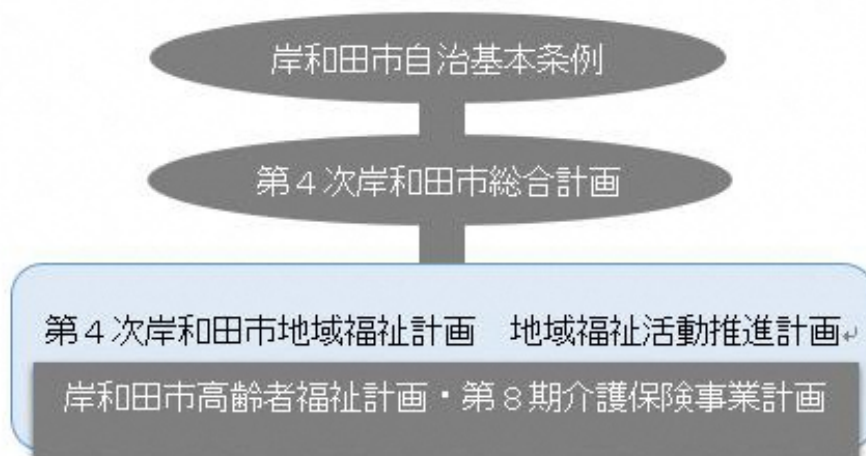 岸和田市自治基本条例
第４次岸和田市総合計画
第４次岸和田市地域福祉計画　地域福祉活動推進計画
岸和田市高齢者福祉計画・第８期介護保険事業計画